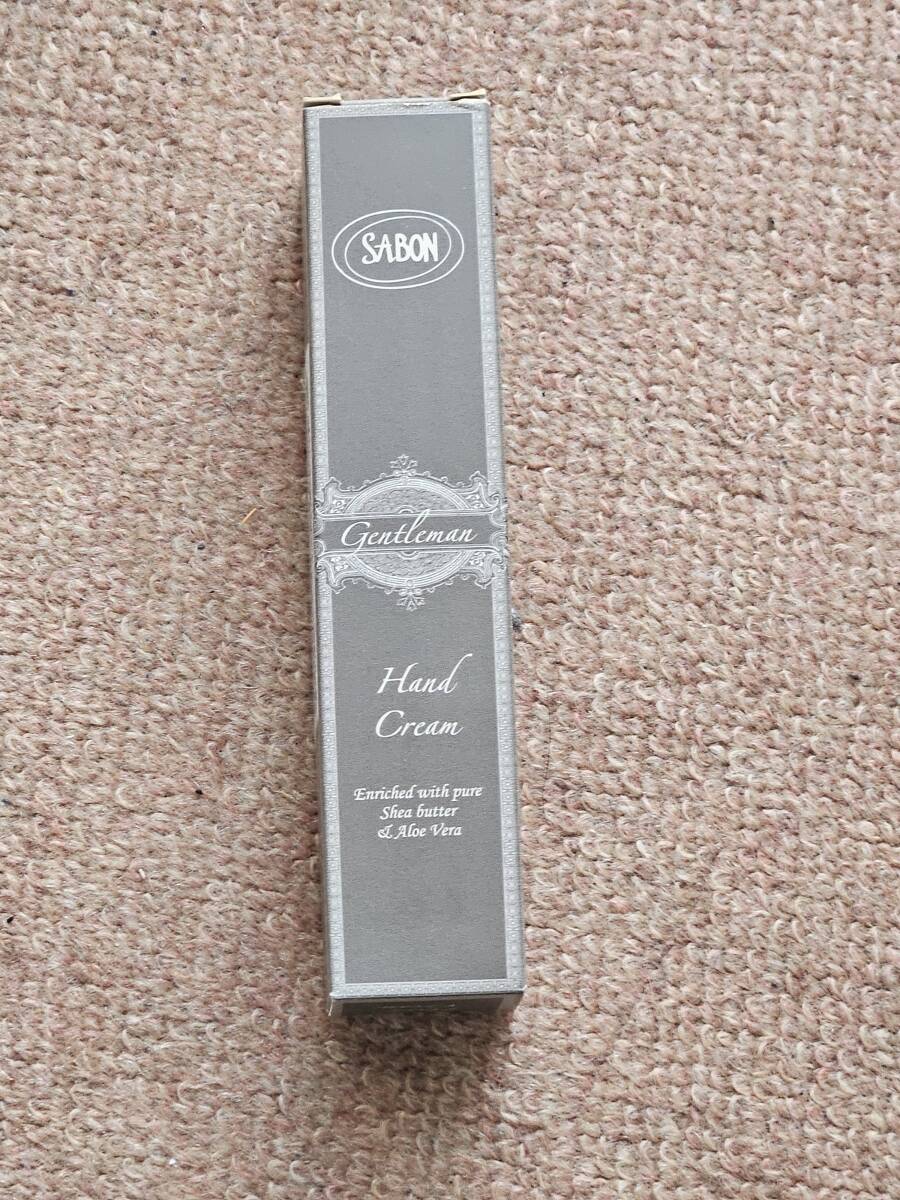 SABON
Gentleman
Hand
Cream
Enriched with pure
Shea butter
& Aloe Vera